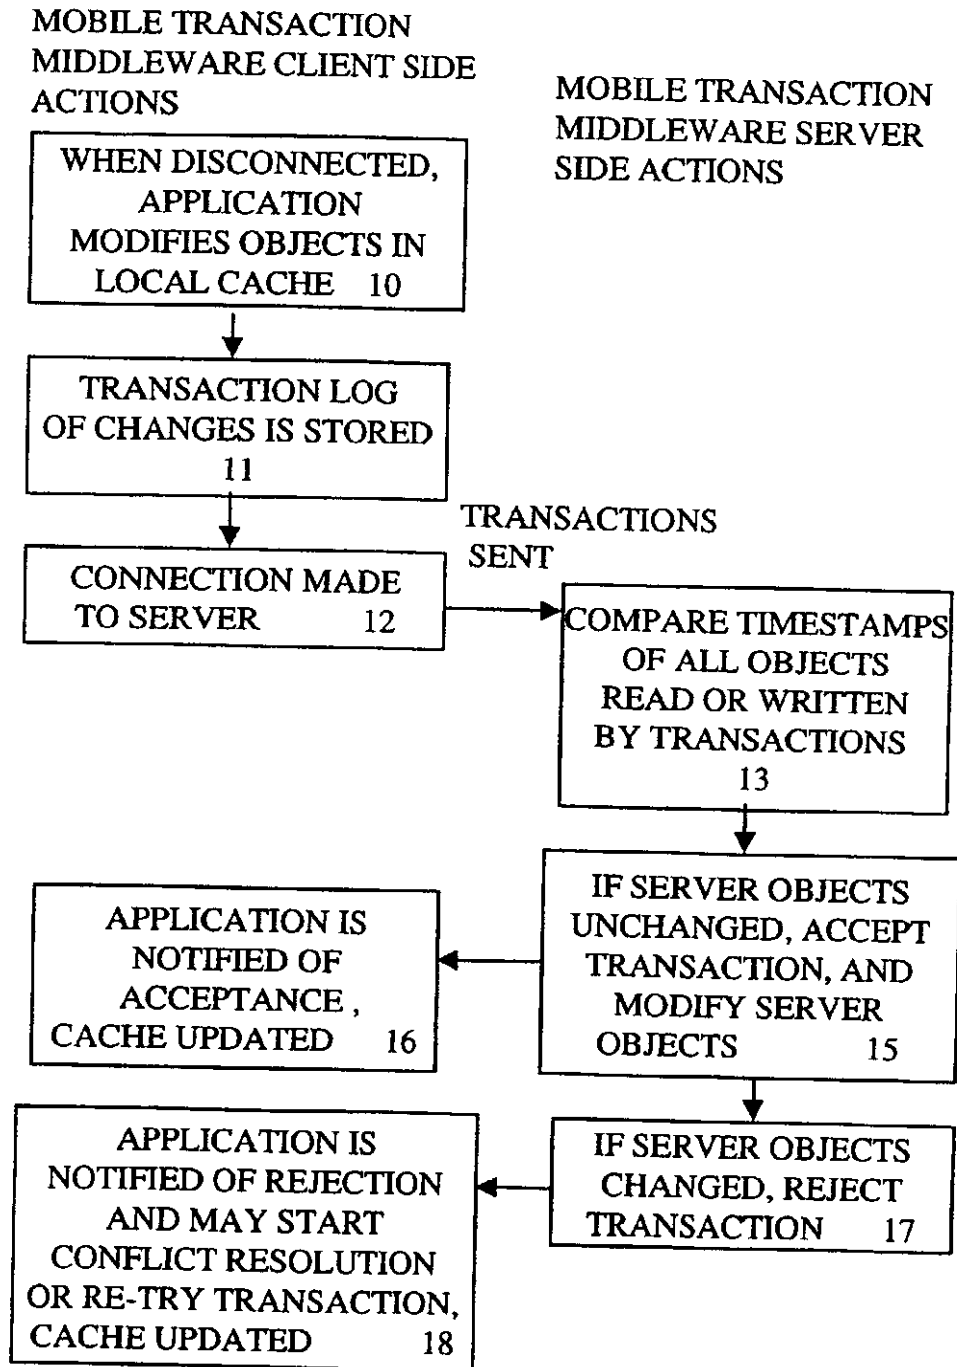 MOBILE TRANSACTION
MIDDLEWARE CLIENT SIDE
ACTIONS
MOBILE TRANSACTION
MIDDLEWARE SERVER
SIDE ACTIONS
WHEN DISCONNECTED,
APPLICATION
MODIFIES OBJECTS IN
LOCAL CACHE 10
TRANSACTION LOG
OF CHANGES IS STORED
11
TRANSACTIONS
SENT
CONNECTION MADE
TO SERVER 12
COMPARE TIMESTAMPS
OF ALL OBJECTS
READ OR WRITTEN
BY TRANSACTIONS
13
IF SERVER OBJECTS
UNCHANGED, ACCEPT
TRANSACTION, AND
MODIFY SERVER
OBJECTS 15
APPLICATION IS
NOTIFIED OF
ACCEPTANCE ,
CACHE UPDATED 16
IF SERVER OBJECTS
CHANGED, REJECT
TRANSACTION 17
APPLICATION IS
NOTIFIED OF REJECTION
AND MAY START
CONFLICT RESOLUTION
OR RE-TRY TRANSACTION,
CACHE UPDATED 18